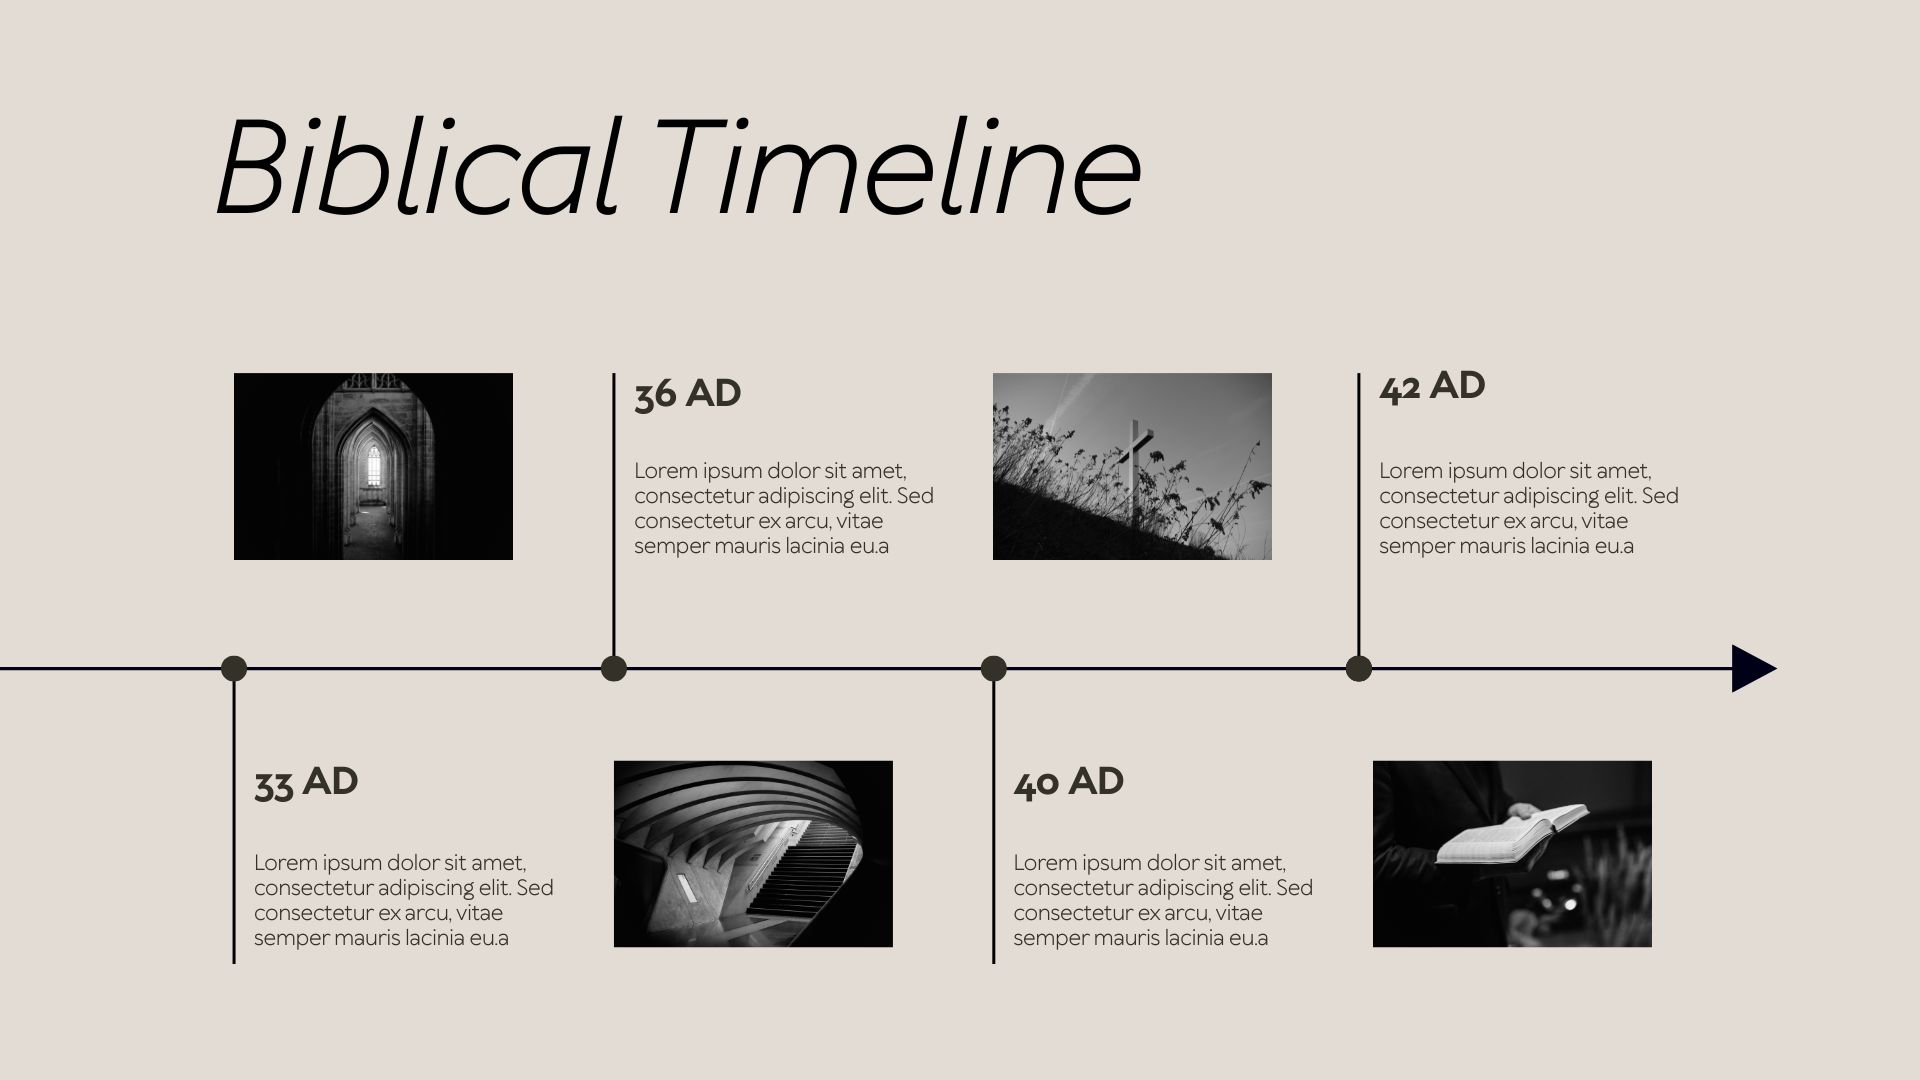 Biblical Timeline
36 AD
Lorem ipsum dolor sit amet,
consectetur adipiscing elit. Sed
consectetur ex arcu, vitae
semper mauris lacinia eu.a
42 AD
Lorem ipsum dolor sit amet,
consectetur adipiscing elit. Sed
consectetur ex arcu, vitae
semper mauris lacinia eu.a
33 AD
Lorem ipsum dolor sit amet,
consectetur adipiscing elit. Sed
consectetur ex arcu, vitae
semper mauris lacinia eu.a
40 AD
Lorem ipsum dolor sit amet,
consectetur adipiscing elit. Sed
consectetur ex arcu, vitae
semper mauris lacinia eu.a